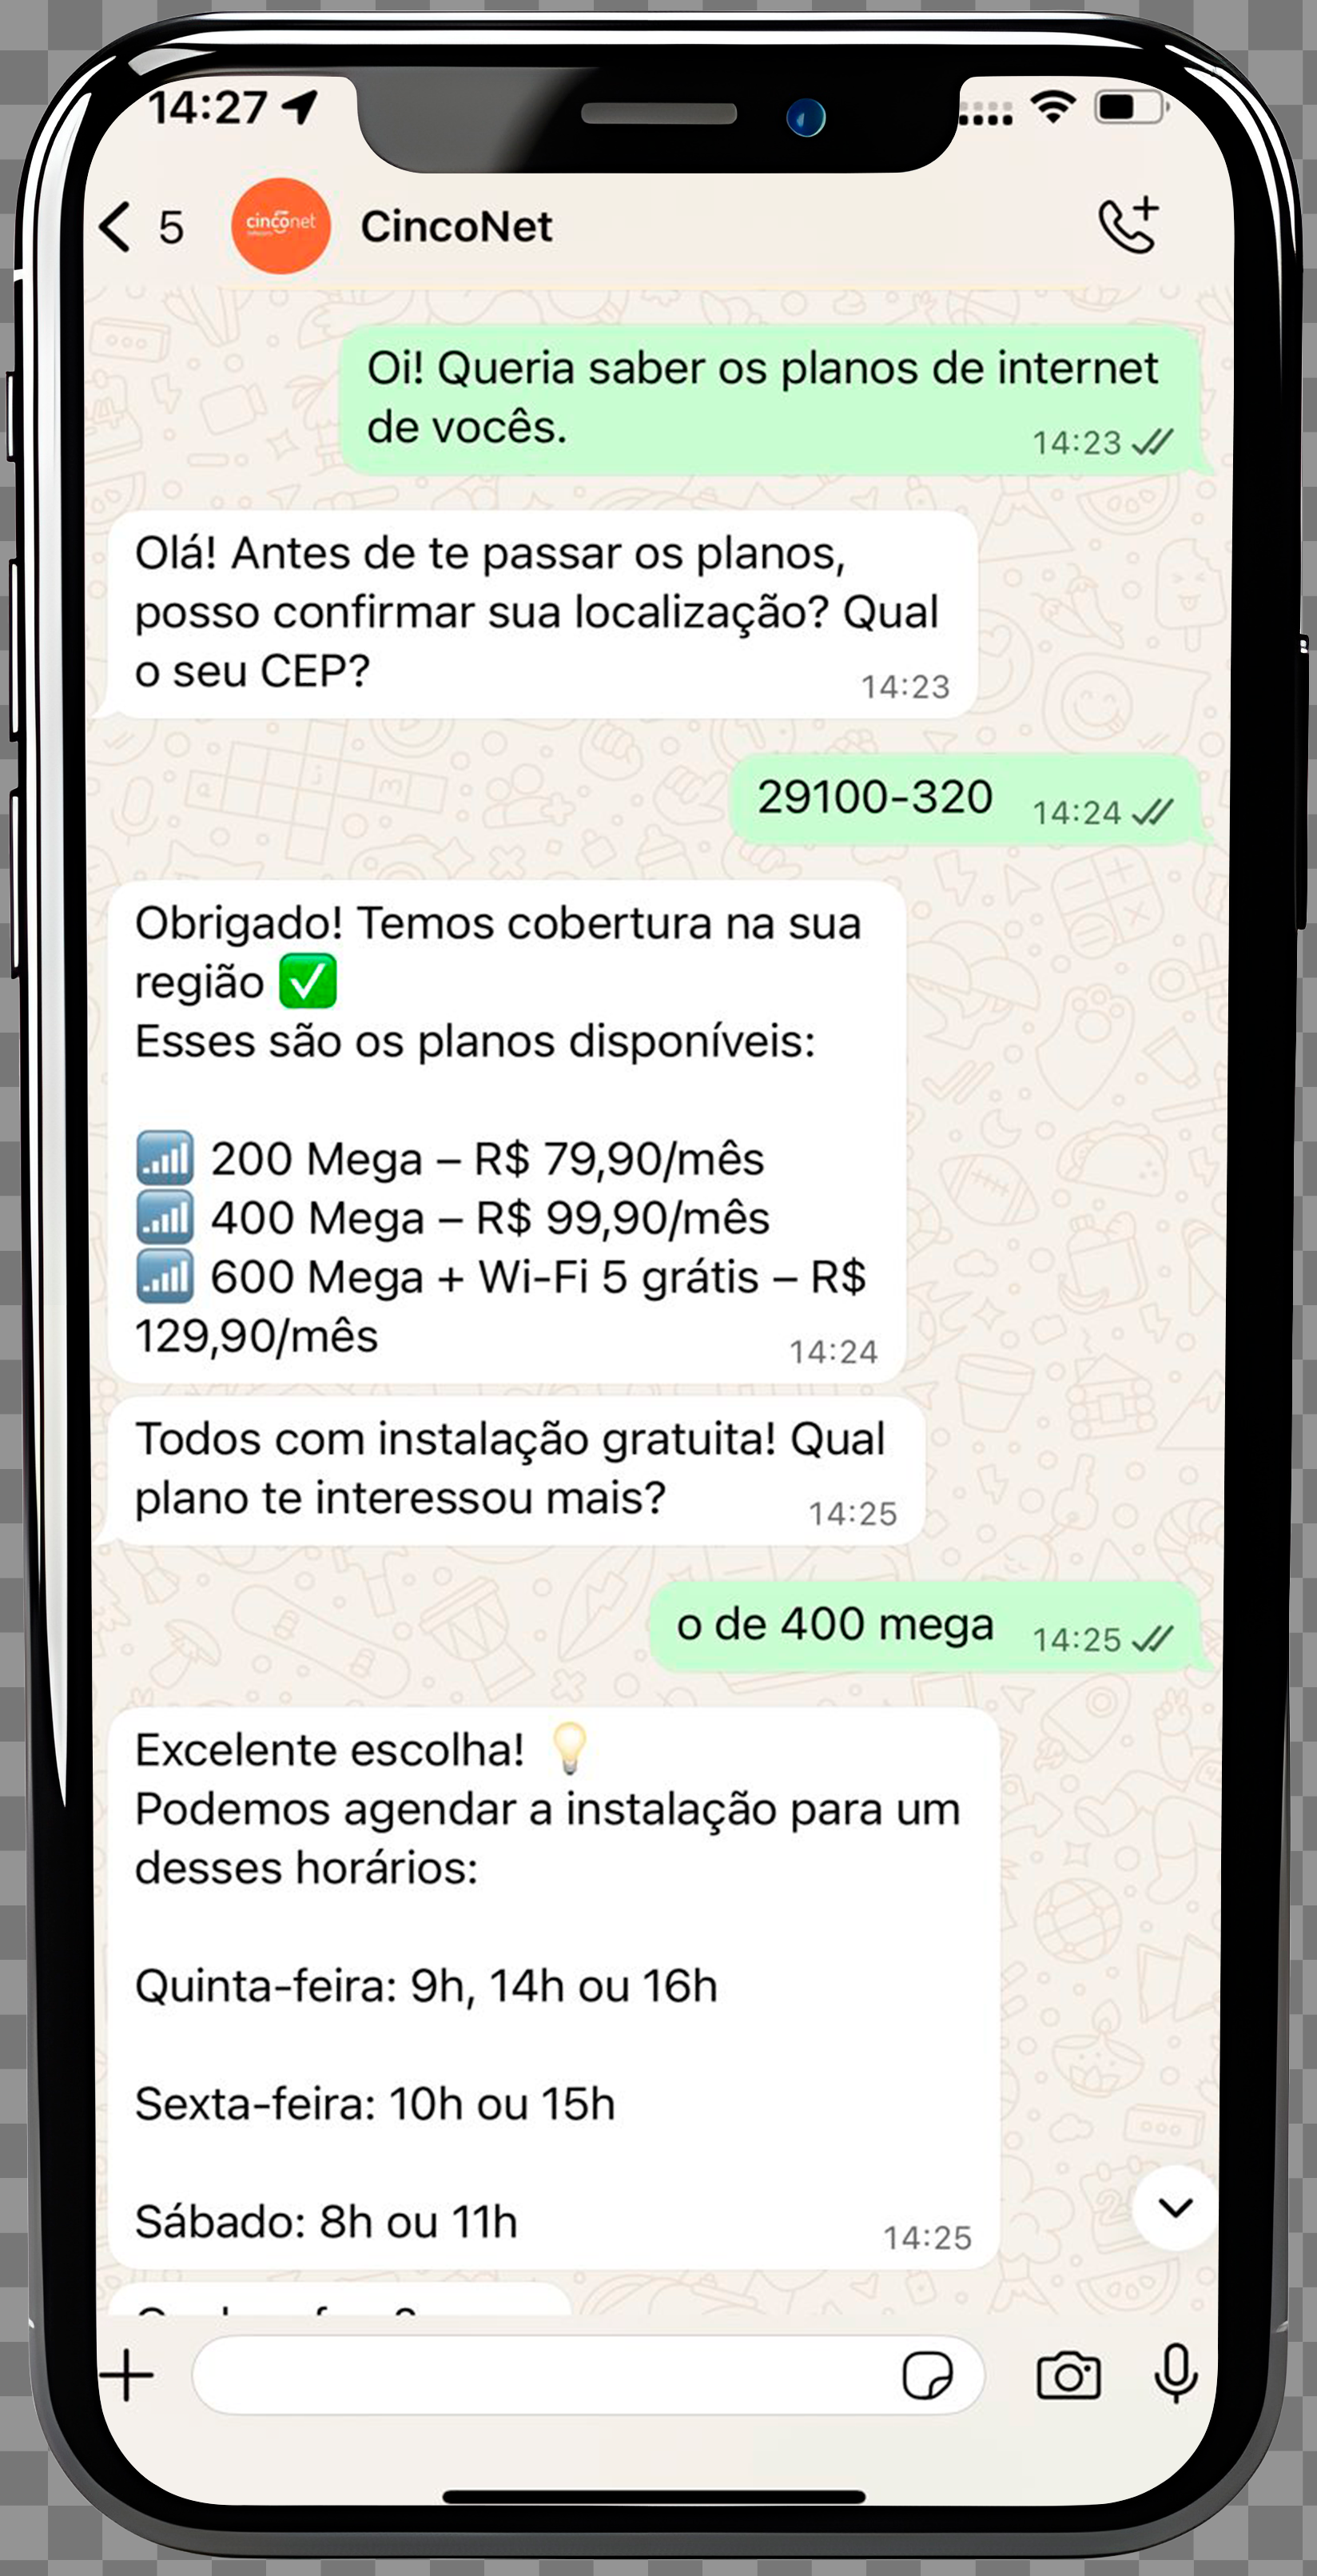 14:27
5
cinconet
CincoNet
Oi! Queria saber os planos de internet
de vocês.
14:23
Olá! Antes de te passar os planos,
posso confirmar sua localização? Qual
o seu CEP?
14:23
29100-320
14:24
Obrigado! Temos cobertura na sua
região
Esses são os planos disponíveis:
200 Mega – R$ 79,90/mês
400 Mega – R$ 99,90/mês
600 Mega + Wi-Fi 5 grátis – R$
129,90/mês
14:24
Todos com instalação gratuita! Qual
plano te interessou mais?
14:25
o de 400 mega
14:25
Excelente escolha!
Podemos agendar a instalação para um
desses horários:
Quinta-feira: 9h, 14h ou 16h
Sexta-feira: 10h ou 15h
Sábado: 8h ou 11h
14:25